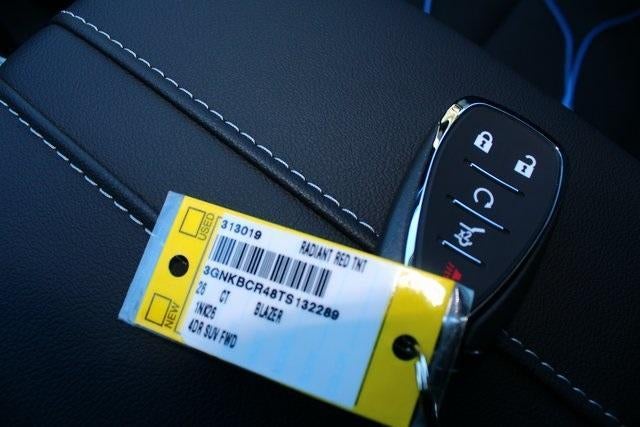 USED
313019 RADIANT RED TNT
3GNKBCR48TS132289
26 CT BLAZER
1NK26
4DR SUV FWD
NEW